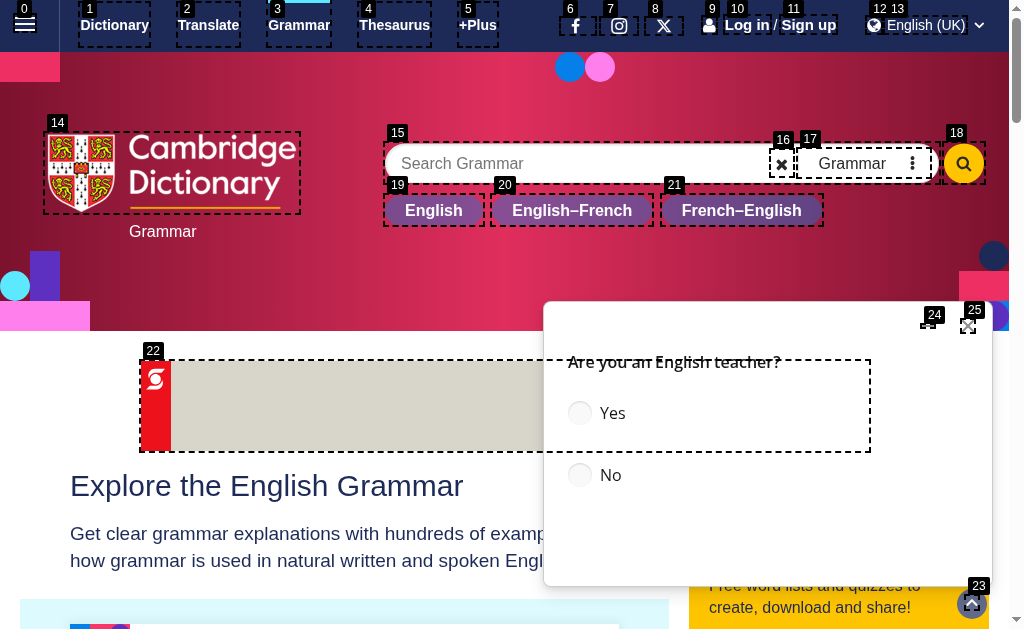 0 1 2 3 4 5 6 7 8 9 10 11 12 13
Dictionary Translate Grammar Thesaurus +Plus Log in / Sign up English (UK)
14
Cambridge
Dictionary
Grammar
15 16 17 18
Search Grammar Grammar
19 20 21
English English–French French–English
22
24 25
Are you an English teacher?
Yes
No
Explore the English Grammar
Get clear grammar explanations with hundreds of
how grammar is used in natural written and spoken
23
Free word lists and quizzes to
create, download and share!